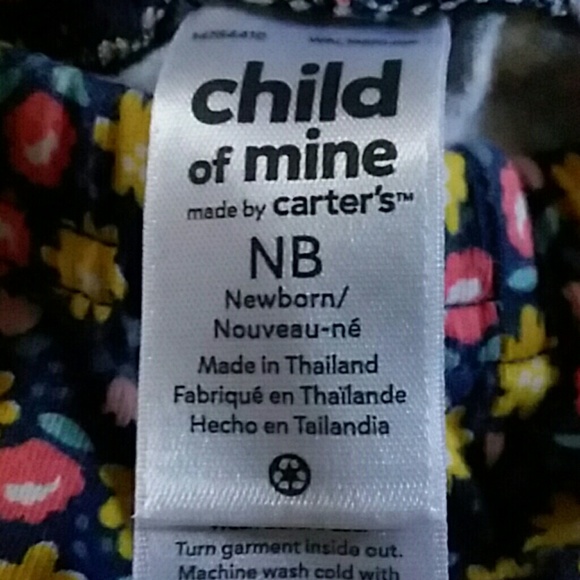 child
of mine
made by carter's™
NB
Newborn/
Nouveau-né
Made in Thailand
Fabriqué en Thaïlande
Hecho en Tailandia
Turn garment inside out.
Machine wash cold with